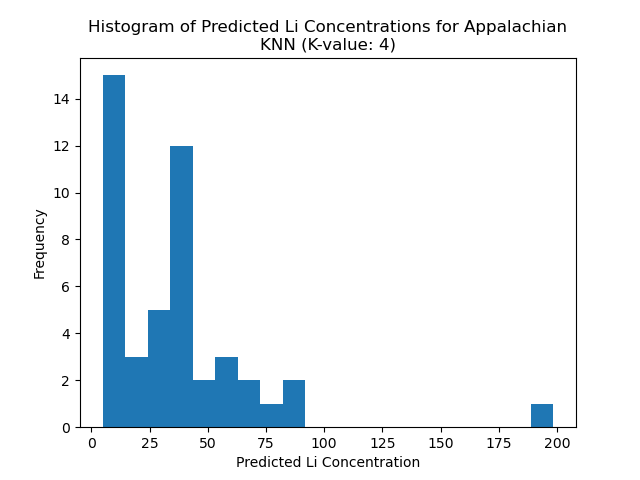 Histogram of Predicted Li Concentrations for Appalachian
KNN (K-value: 4)
14
12
10
8
6
4
2
0
Frequency
0 25 50 75 100 125 150 175 200
Predicted Li Concentration